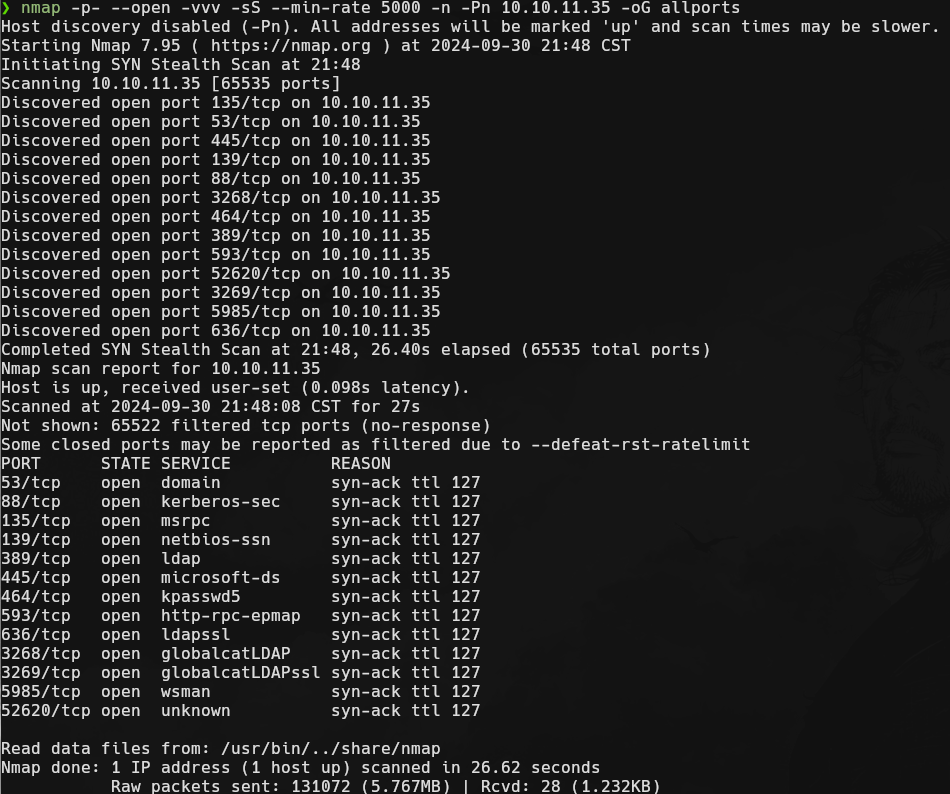 ❯ nmap -p- --open -vvv -sS --min-rate 5000 -n -Pn 10.10.11.35 -oG allports
Host discovery disabled (-Pn). All addresses will be marked 'up' and scan times may be slower.
Starting Nmap 7.95 ( https://nmap.org ) at 2024-09-30 21:48 CST
Initiating SYN Stealth Scan at 21:48
Scanning 10.10.11.35 [65535 ports]
Discovered open port 135/tcp on 10.10.11.35
Discovered open port 53/tcp on 10.10.11.35
Discovered open port 445/tcp on 10.10.11.35
Discovered open port 139/tcp on 10.10.11.35
Discovered open port 88/tcp on 10.10.11.35
Discovered open port 3268/tcp on 10.10.11.35
Discovered open port 464/tcp on 10.10.11.35
Discovered open port 389/tcp on 10.10.11.35
Discovered open port 593/tcp on 10.10.11.35
Discovered open port 52620/tcp on 10.10.11.35
Discovered open port 3269/tcp on 10.10.11.35
Discovered open port 5985/tcp on 10.10.11.35
Discovered open port 636/tcp on 10.10.11.35
Completed SYN Stealth Scan at 21:48, 26.40s elapsed (65535 total ports)
Nmap scan report for 10.10.11.35
Host is up, received user-set (0.098s latency).
Scanned at 2024-09-30 21:48:08 CST for 27s
Not shown: 65522 filtered tcp ports (no-response)
Some closed ports may be reported as filtered due to --defeat-rst-ratelimit
PORT      STATE SERVICE          REASON
53/tcp    open  domain           syn-ack ttl 127
88/tcp    open  kerberos-sec     syn-ack ttl 127
135/tcp   open  msrpc            syn-ack ttl 127
139/tcp   open  netbios-ssn      syn-ack ttl 127
389/tcp   open  ldap             syn-ack ttl 127
445/tcp   open  microsoft-ds     syn-ack ttl 127
464/tcp   open  kpasswd5         syn-ack ttl 127
593/tcp   open  http-rpc-epmap   syn-ack ttl 127
636/tcp   open  ldapssl          syn-ack ttl 127
3268/tcp  open  globalcatLDAP    syn-ack ttl 127
3269/tcp  open  globalcatLDAPssl syn-ack ttl 127
5985/tcp  open  wsman            syn-ack ttl 127
52620/tcp open  unknown          syn-ack ttl 127
Read data files from: /usr/bin/../share/nmap
Nmap done: 1 IP address (1 host up) scanned in 26.62 seconds
           Raw packets sent: 131072 (5.767MB) | Rcvd: 28 (1.232KB)